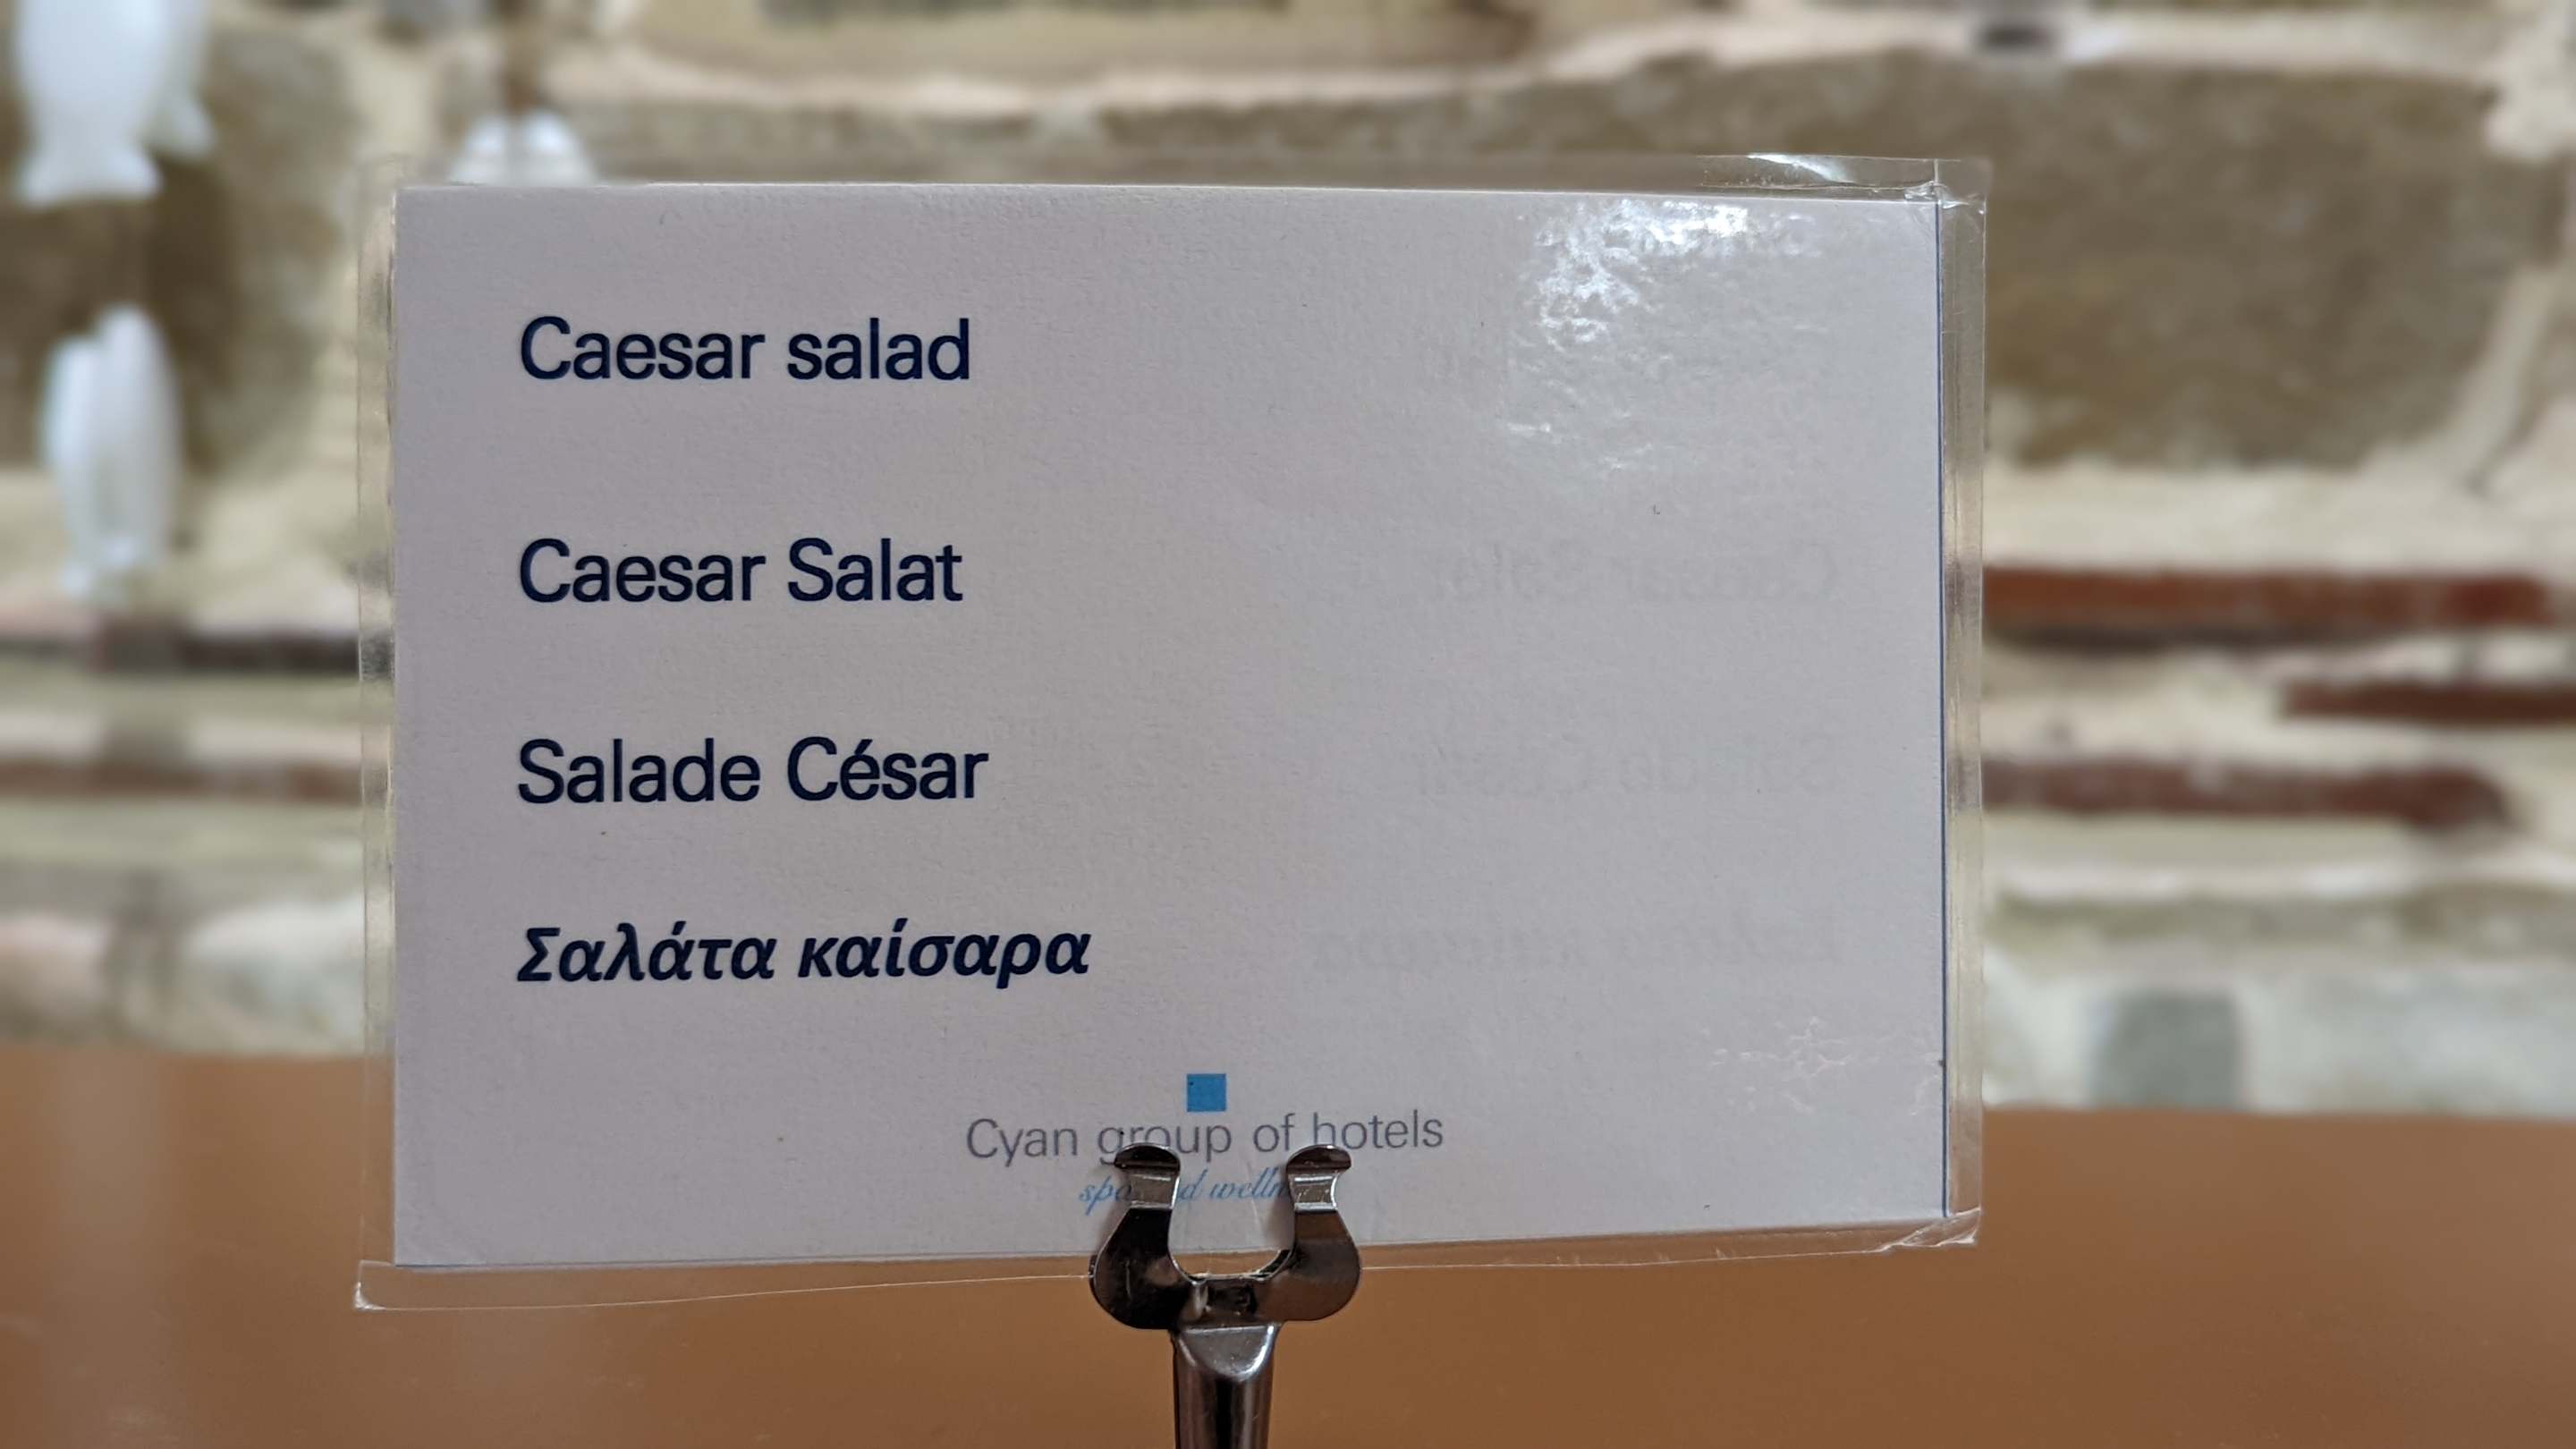 Caesar salad
Caesar Salat
Salade César
Σαλάτα καίσαρα
Cyan group of hotels